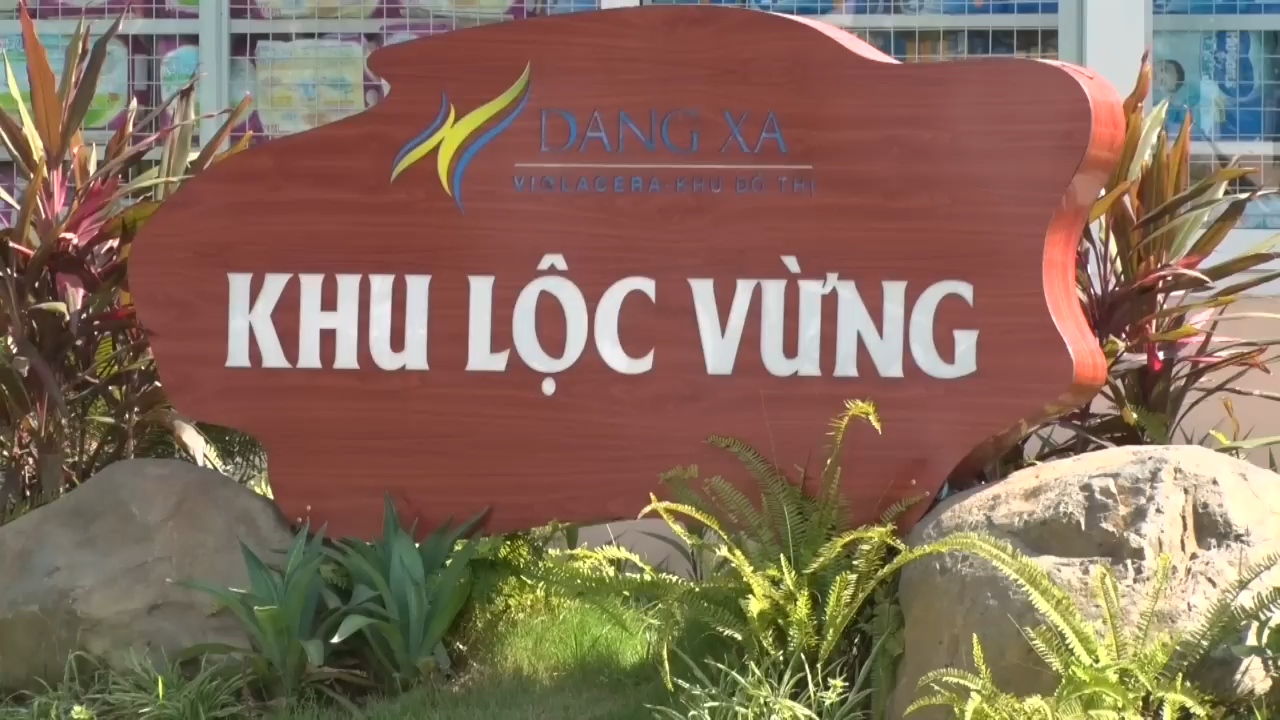 DANG XA
VIGLACERA-KHU ĐÔ THỊ
KHU LỘC VỪNG